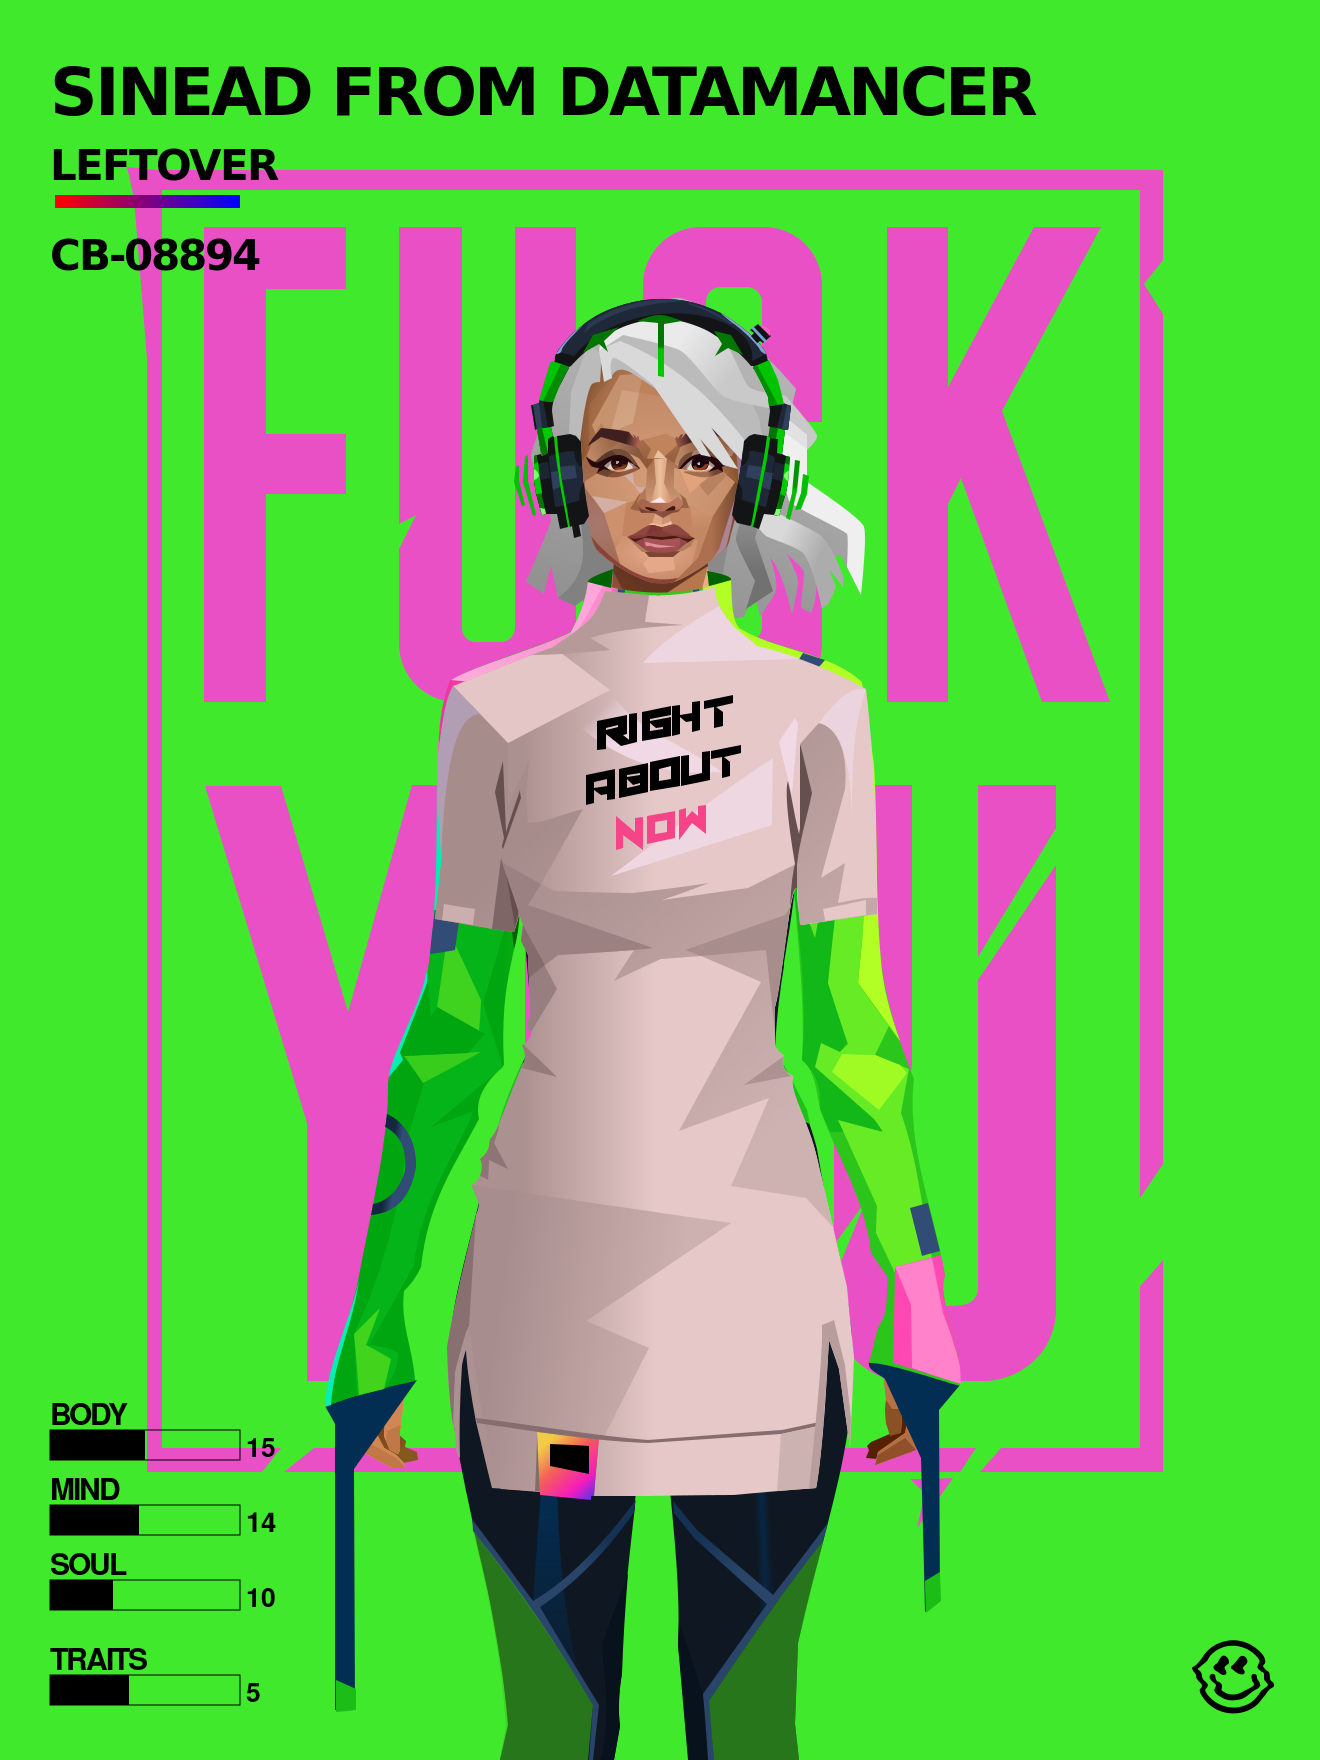 SINEAD FROM DATAMANCER
LEFTOVER
CB-08894
FUCK
YOU
RIGHT
ABOUT
NOW
BODY
15
MIND
14
SOUL
10
TRAITS
5